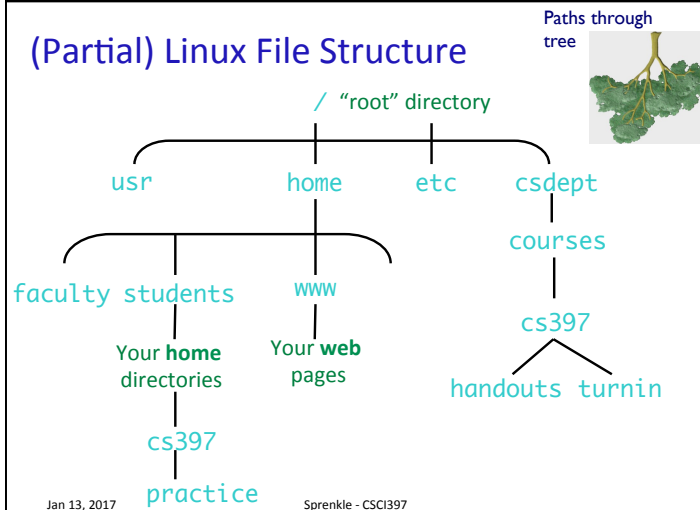 Paths through
tree
(Partial) Linux File Structure
/ “root” directory
usr home etc csdept
courses
faculty students www
cs397
Your home
directories
Your web
pages
handouts turnin
cs397
practice
Jan 13, 2017 Sprenkle - CSCI397